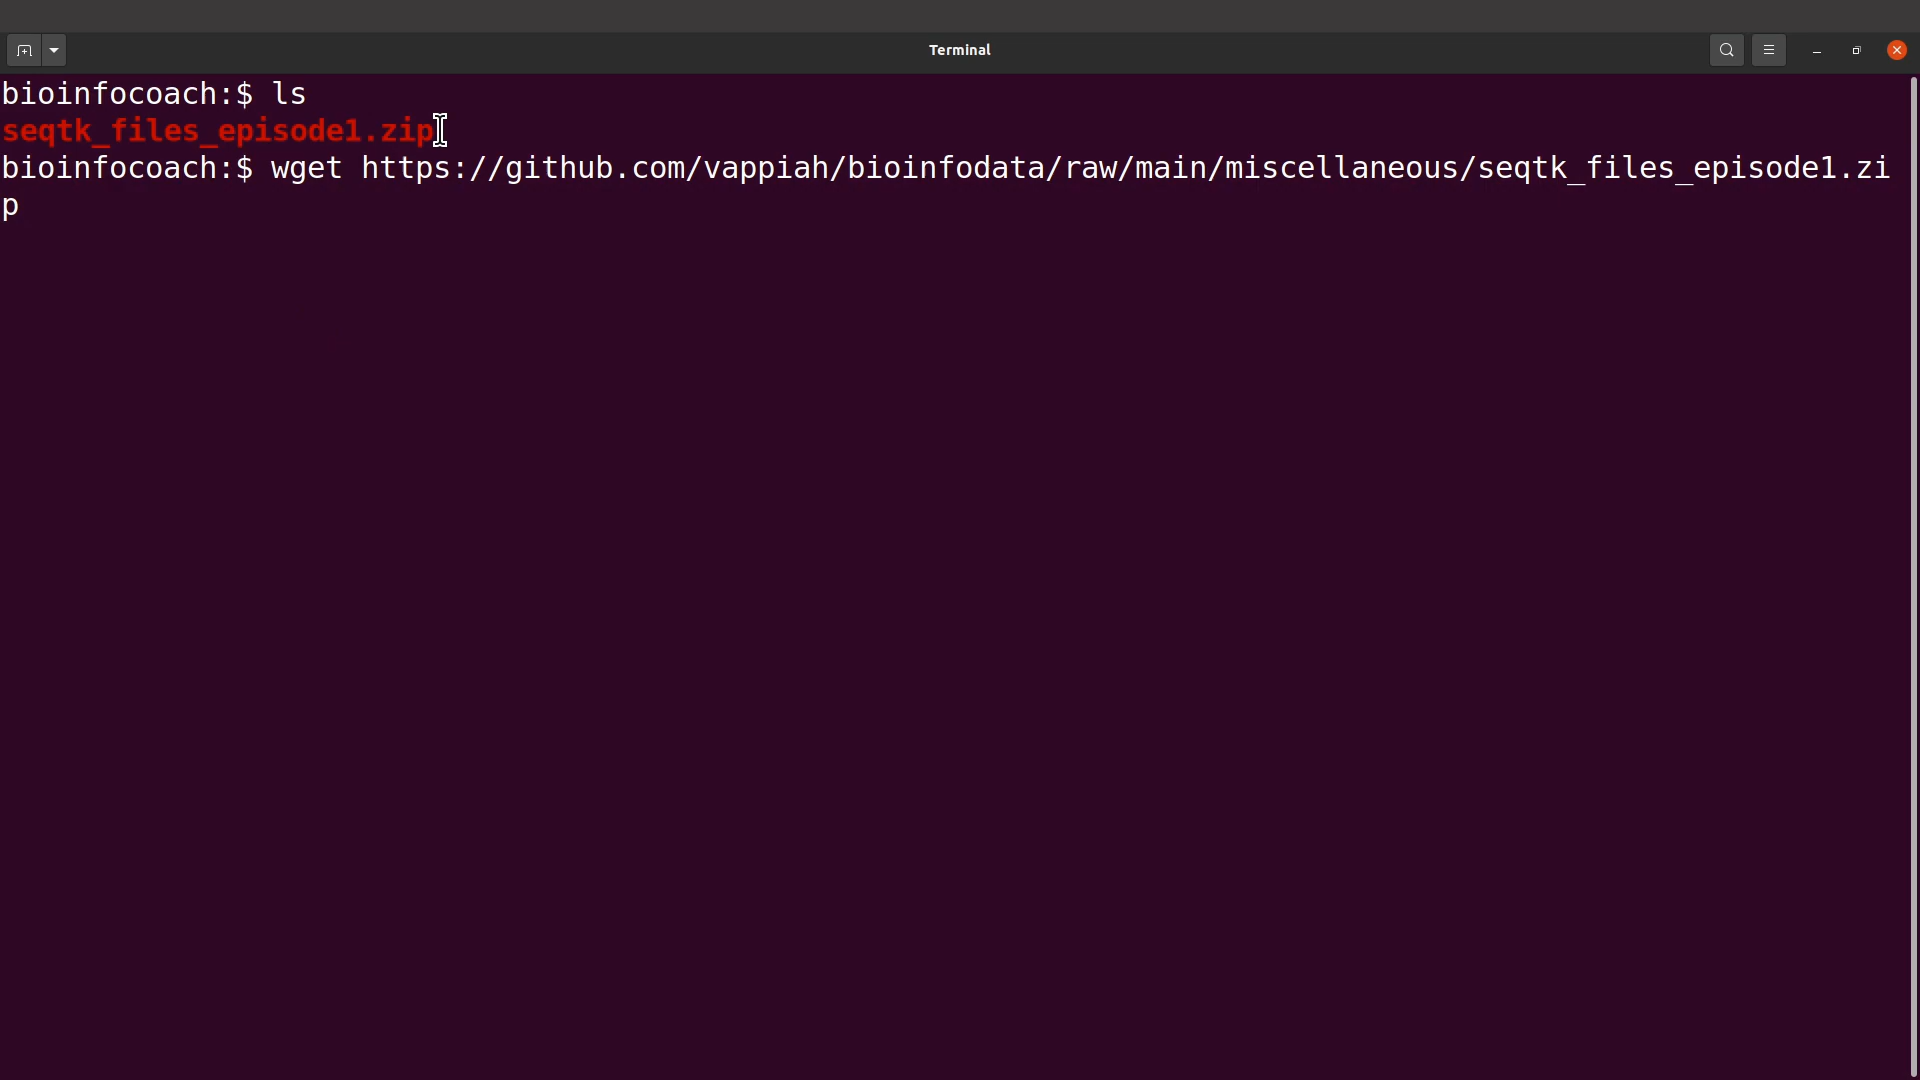 Terminal
bioinfocoach:$ ls
seqtk_files_episode1.zip
bioinfocoach:$ wget https://github.com/vappiah/bioinfodata/raw/main/miscellaneous/seqtk_files_episode1.zi
p